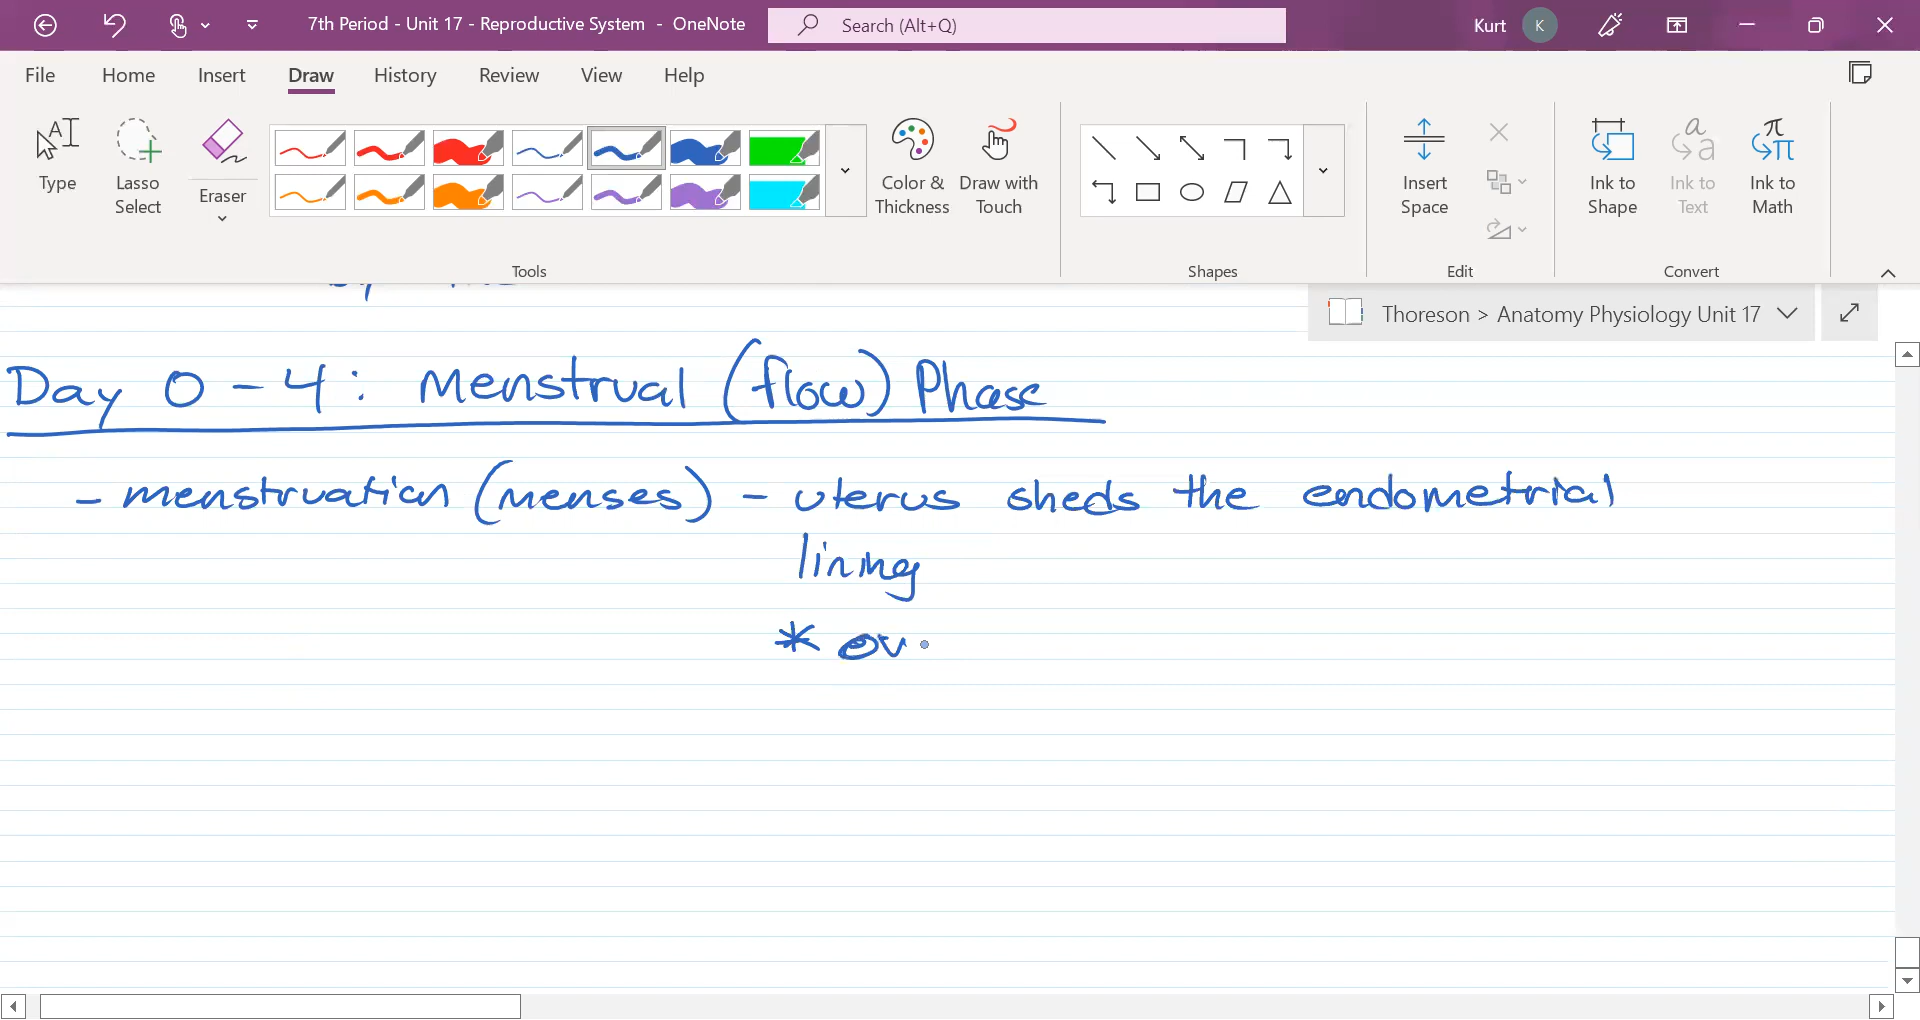 7th Period - Unit 17 - Reproductive System - OneNote
Search (Alt+Q)
Kurt K
File Home Insert Draw History Review View Help
Type
Lasso Select
Eraser
Color & Thickness
Draw with Touch
Insert Space
Ink to Shape
Ink to Text
Ink to Math
Tools Shapes Edit Convert
Thoreson > Anatomy Physiology Unit 17
Day 0 - 4: Menstrual (flow) Phase
- menstruation (menses) - uterus sheds the endometrial
lining
* ov